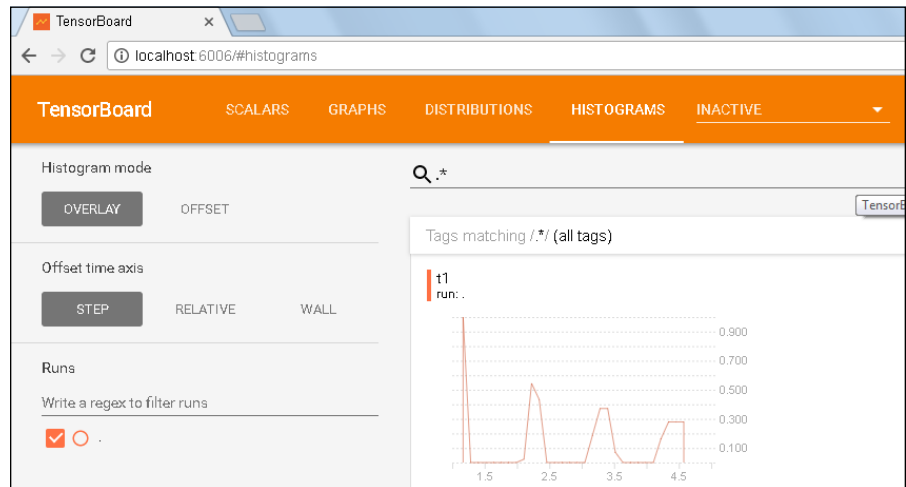 TensorBoard
localhost:6006/#histograms
TensorBoard SCALARS GRAPHS DISTRIBUTIONS HISTOGRAMS INACTIVE
Histogram mode
OVERLAY OFFSET
Offset time axis
STEP RELATIVE WALL
Runs
Write a regex to filter runs
.
.*
Tags matching /.*/ (all tags)
t1
run: .
0.900
0.700
0.500
0.300
0.100
1.5 2.5 3.5 4.5